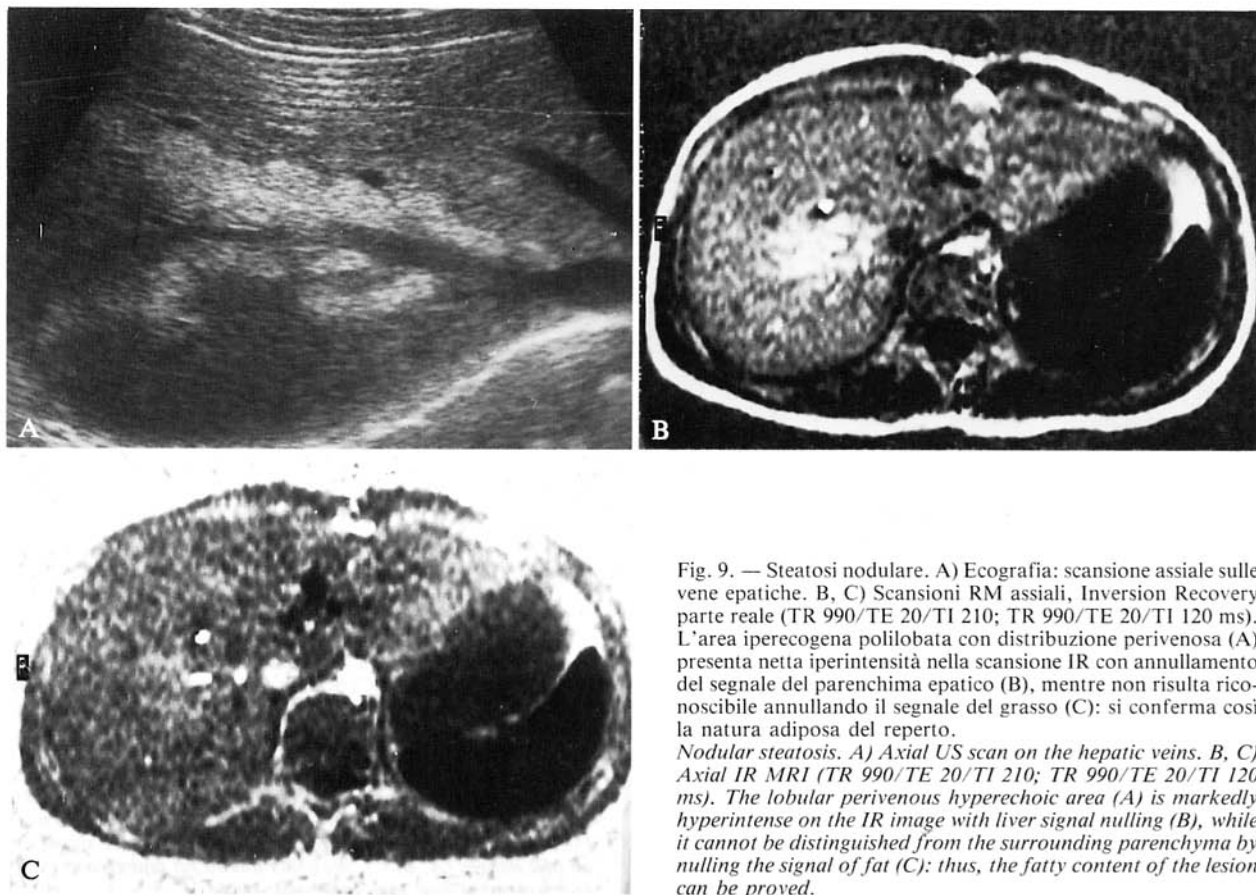 A
B
C
Fig. 9. — Steatosi nodulare. A) Ecografia: scansione assiale sulle
vene epatiche. B, C) Scansioni RM assiali, Inversion Recovery
parte reale (TR 990/TE 20/TI 210; TR 990/TE 20/TI 120 ms).
L'area iperecogena polilobata con distribuzione perivenosa (A)
presenta netta iperintensità nella scansione IR con annullamento
del segnale del parenchima epatico (B), mentre non risulta rico-
noscibile annullando il segnale del grasso (C): si conferma così
la natura adiposa del reperto.
Nodular steatosis. A) Axial US scan on the hepatic veins. B, C)
Axial IR MRI (TR 990/TE 20/TI 210; TR 990/TE 20/TI 120
ms). The lobular perivenous hyperechoic area (A) is markedly
hyperintense on the IR image with liver signal nulling (B), while
it cannot be distinguished from the surrounding parenchyma by
nulling the signal of fat (C): thus, the fatty content of the lesion
can be proved.